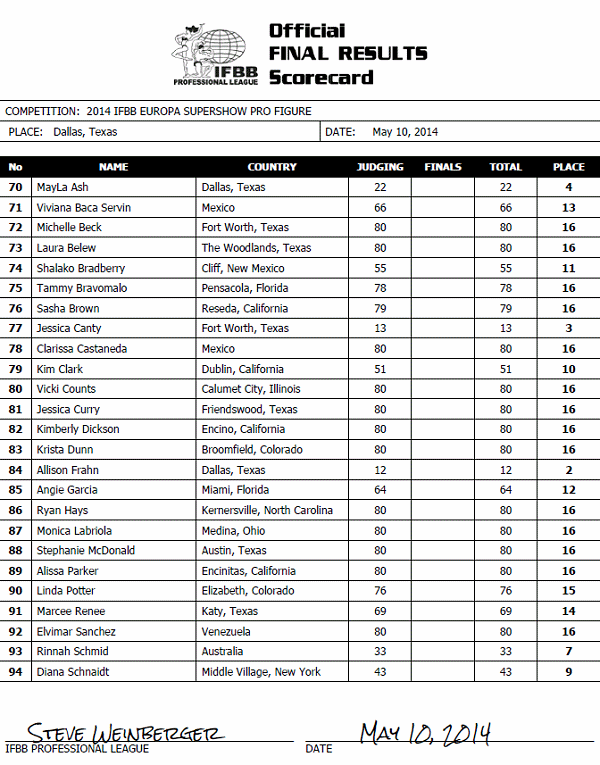 IFBB
PROFESSIONAL LEAGUE
Official
FINAL RESULTS
Scorecard
COMPETITION: 2014 IFBB EUROPA SUPERSHOW PRO FIGURE
PLACE: Dallas, Texas DATE: May 10, 2014
No NAME COUNTRY JUDGING FINALS TOTAL PLACE
70 MayLa Ash Dallas, Texas 22 22 4
71 Viviana Baca Servin Mexico 66 66 13
72 Michelle Beck Fort Worth, Texas 80 80 16
73 Laura Belew The Woodlands, Texas 80 80 16
74 Shalako Bradberry Cliff, New Mexico 55 55 11
75 Tammy Bravomalo Pensacola, Florida 78 78 16
76 Sasha Brown Reseda, California 79 79 16
77 Jessica Canty Fort Worth, Texas 13 13 3
78 Clarissa Castaneda Mexico 80 80 16
79 Kim Clark Dublin, California 51 51 10
80 Vicki Counts Calumet City, Illinois 80 80 16
81 Jessica Curry Friendswood, Texas 80 80 16
82 Kimberly Dickson Encino, California 80 80 16
83 Krista Dunn Broomfield, Colorado 80 80 16
84 Allison Frahn Dallas, Texas 12 12 2
85 Angie Garcia Miami, Florida 64 64 12
86 Ryan Hays Kernersville, North Carolina 80 80 16
87 Monica Labriola Medina, Ohio 80 80 16
88 Stephanie McDonald Austin, Texas 80 80 16
89 Alissa Parker Encinitas, California 80 80 16
90 Linda Potter Elizabeth, Colorado 76 76 15
91 Marcee Renee Katy, Texas 69 69 14
92 Elvimar Sanchez Venezuela 80 80 16
93 Rinnah Schmid Australia 33 33 7
94 Diana Schnaidt Middle Village, New York 43 43 9
STEVE WEINBERGER MAY 10, 2014
IFBB PROFESSIONAL LEAGUE DATE